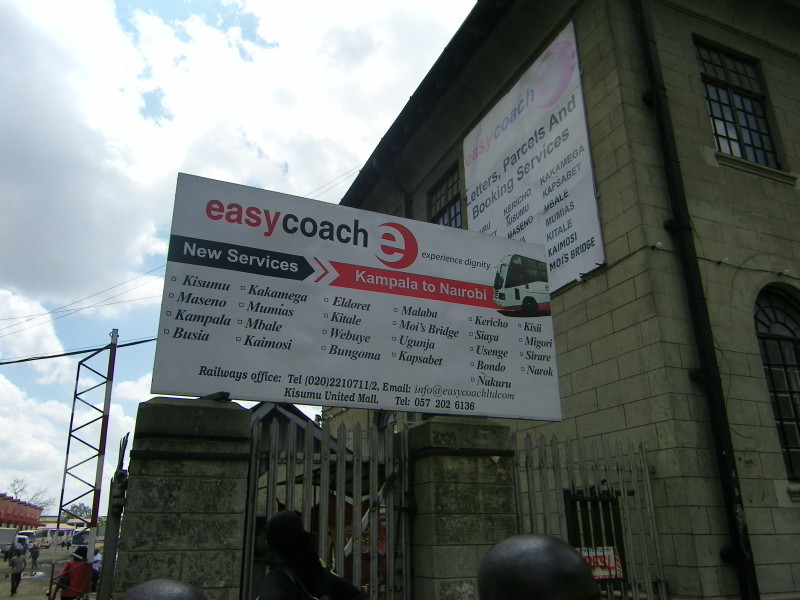 easycoach e experience dignity
New Services Kampala to Nairobi
Kisumu
Maseno
Kampala
Busia
Kakamega
Mumias
Mbale
Kaimosi
Eldoret
Kitale
Webuye
Bungoma
Malaba
Moi's Bridge
Ugunja
Kapsabet
Kericho
Siaya
Usenge
Bondo
Nakuru
Kisii
Migori
Sirare
Narok
Railways office: Tel (020)2210711/2, Email: info@easycoachltd.com
Kisumu United Mall. Tel: 057 202 6136
easycoach
Letters, Parcels And
Booking Services
KERICHO
KISUMU
MASENO
KAKAMEGA
KAPSABET
MBALE
MUMIAS
KITALE
KAIMOSI
MOI'S BRIDGE